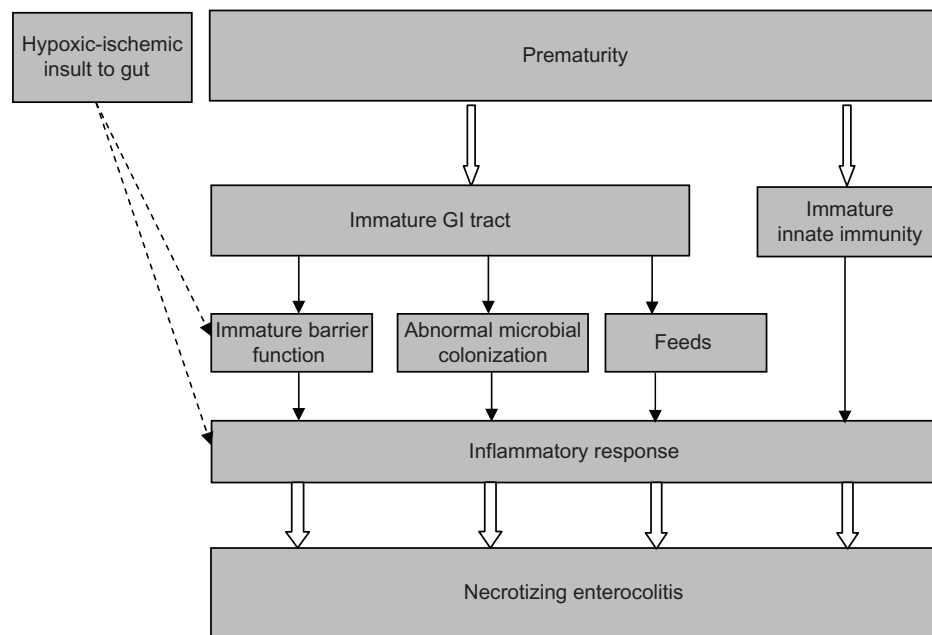 Hypoxic-ischemic
insult to gut
Prematurity
Immature GI tract
Immature
innate immunity
Immature barrier
function
Abnormal microbial
colonization
Feeds
Inflammatory response
Necrotizing enterocolitis